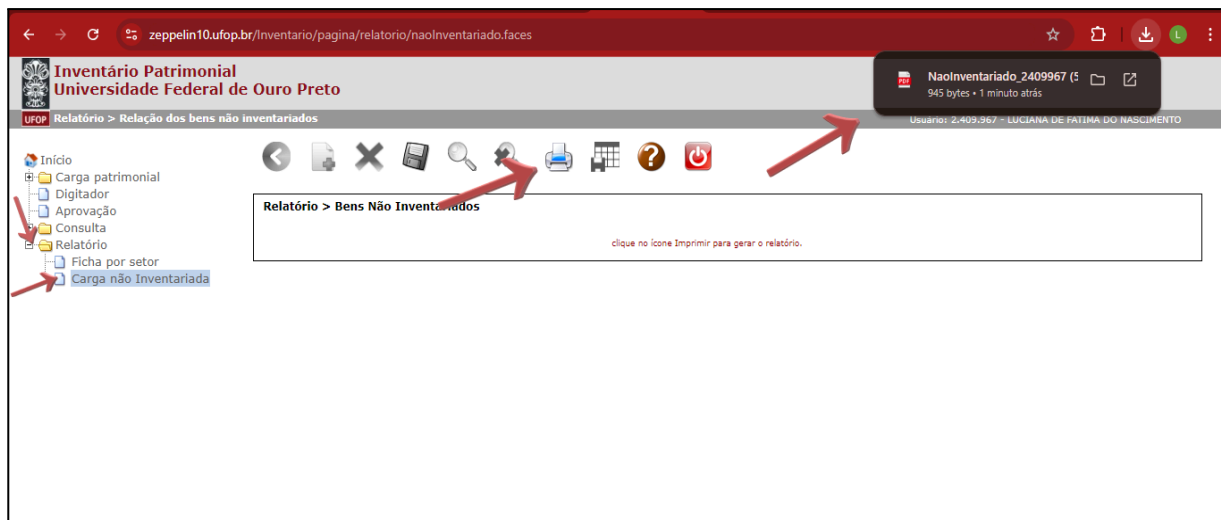 zeppelin10.ufop.br/Inventario/pagina/relatorio/naoInventariado.faces
L
Inventário Patrimonial
Universidade Federal de Ouro Preto
PDF
NaoInventariado_2409967 (5
945 bytes • 1 minuto atrás
UFOP Relatório > Relação dos bens não inventariados
Usuário: 2.409.967 - LUCIANA DE FATIMA DO NASCIMENTO
Início
Carga patrimonial
Digitador
Aprovação
Consulta
Relatório
Ficha por setor
Carga não Inventariada
Relatório > Bens Não Inventariados
clique no ícone Imprimir para gerar o relatório.